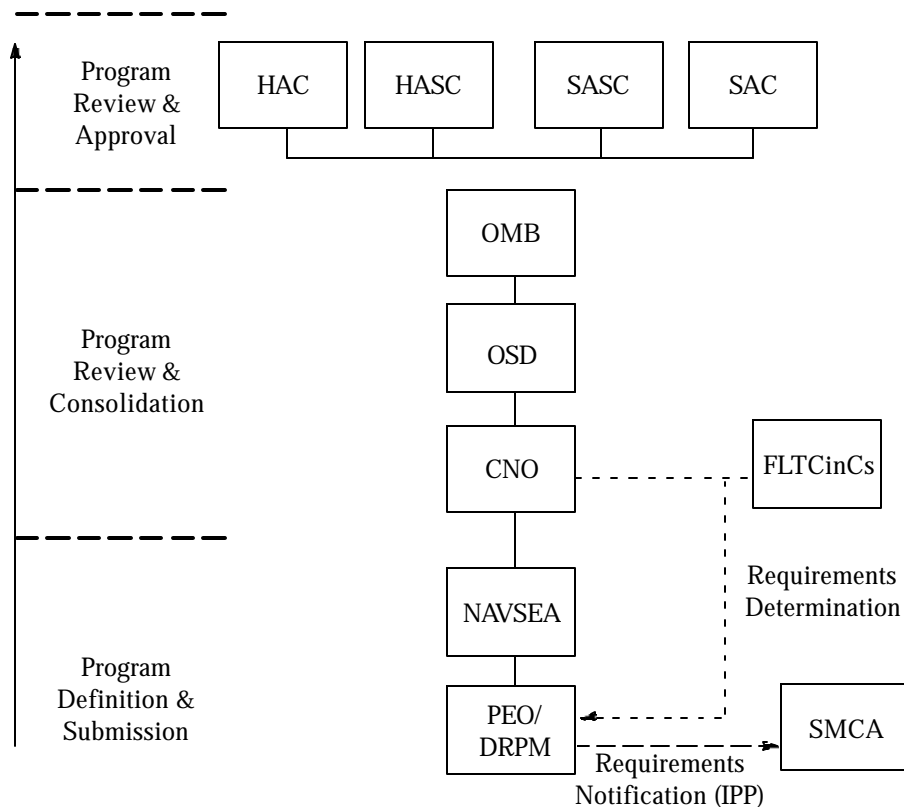 Program
Review &
Approval
HAC
HASC
SASC
SAC
OMB
Program
Review &
Consolidation
OSD
CNO
FLTCinCs
Requirements
Determination
NAVSEA
Program
Definition &
Submission
PEO/
DRPM
SMCA
Requirements
Notification (IPP)